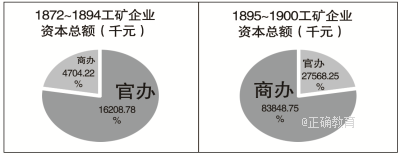 1872~1894工矿企业
资本总额（千元）
商办
4704.22
%
官办
16208.78
%
1895~1900工矿企业
资本总额（千元）
官办
27568.25
%
商办
83848.75
%
@正确教育